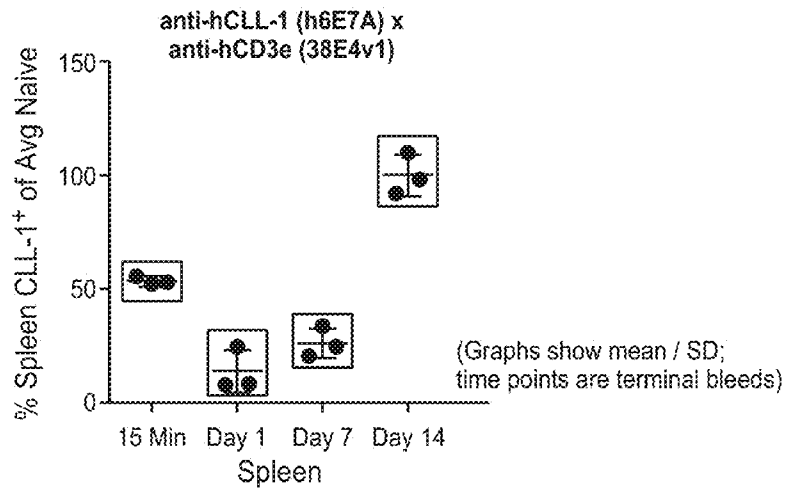 anti-hCLL-1 (h6E7A) x
anti-hCD3e (38E4v1)
% Spleen CLL-1+ of Avg Naive
150
100
50
0
15 Min Day 1 Day 7 Day 14
Spleen
(Graphs show mean / SD;
time points are terminal bleeds)